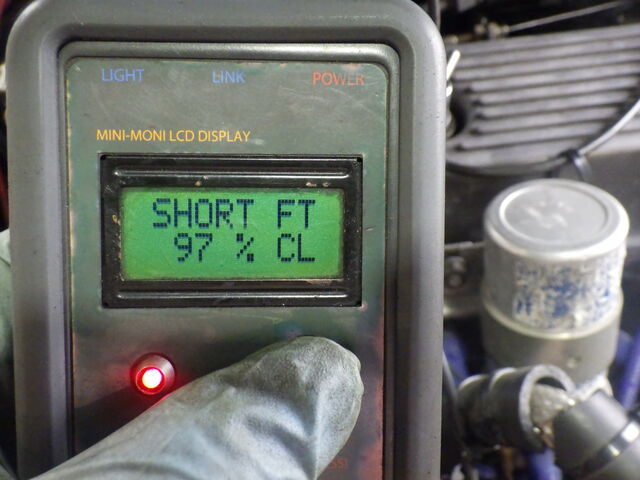 LIGHT LINK POWER
MINI-MONI LCD DISPLAY
SHORT FT
97 % CL